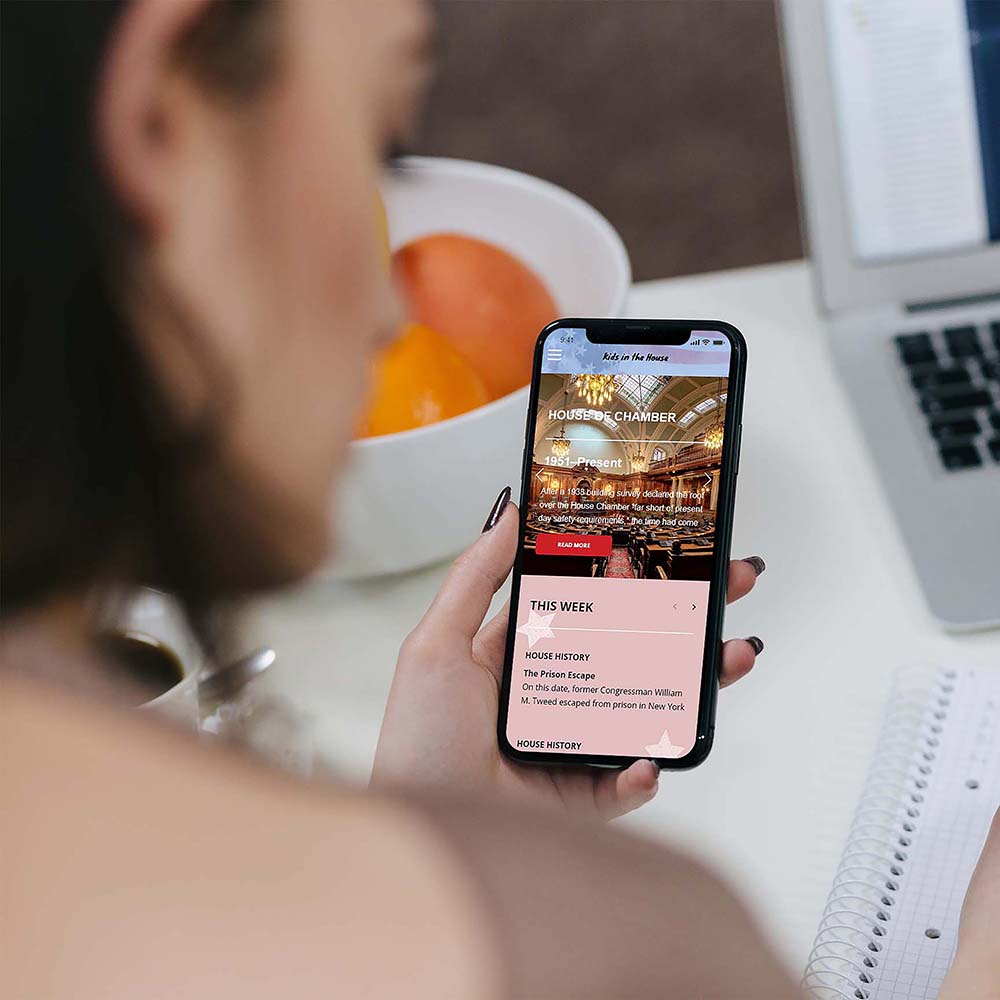 9:41
Kids in the House
HOUSE OF CHAMBER
1951–Present
After a 1938 building survey declared the roof
over the House Chamber "far short of present
day safety requirements," the time had come
READ MORE
THIS WEEK
HOUSE HISTORY
The Prison Escape
On this date, former Congressman William
M. Tweed escaped from prison in New York
HOUSE HISTORY